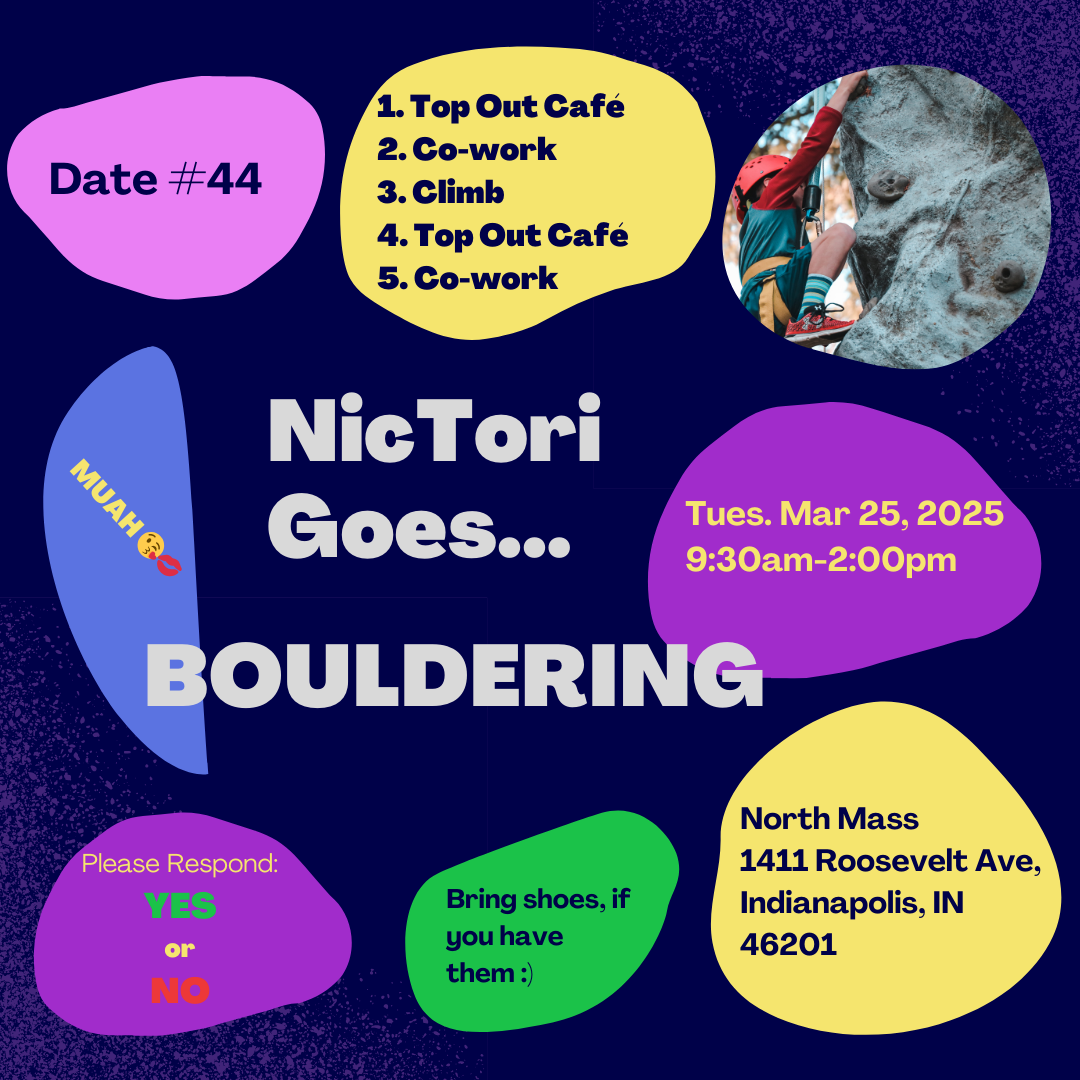 Date #44
1. Top Out Café
2. Co-work
3. Climb
4. Top Out Café
5. Co-work
MUAH 😘💋
NicTori
Goes...
BOULDERING
Tues. Mar 25, 2025
9:30am-2:00pm
Please Respond:
YES
or
NO
Bring shoes, if
you have
them :)
North Mass
1411 Roosevelt Ave,
Indianapolis, IN
46201